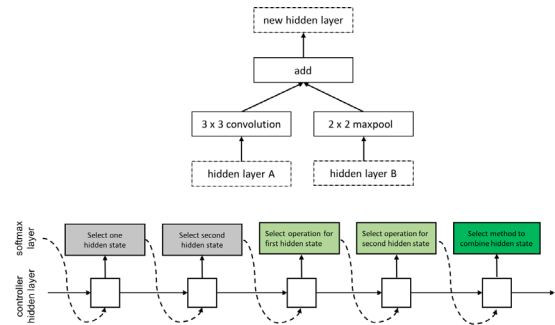 new hidden layer
add
3 x 3 convolution
2 x 2 maxpool
hidden layer A
hidden layer B
softmax
layer
Select one
hidden state
Select second
hidden state
Select operation for
first hidden state
Select operation for
second hidden state
Select method to
combine hidden state
controller
hidden layer